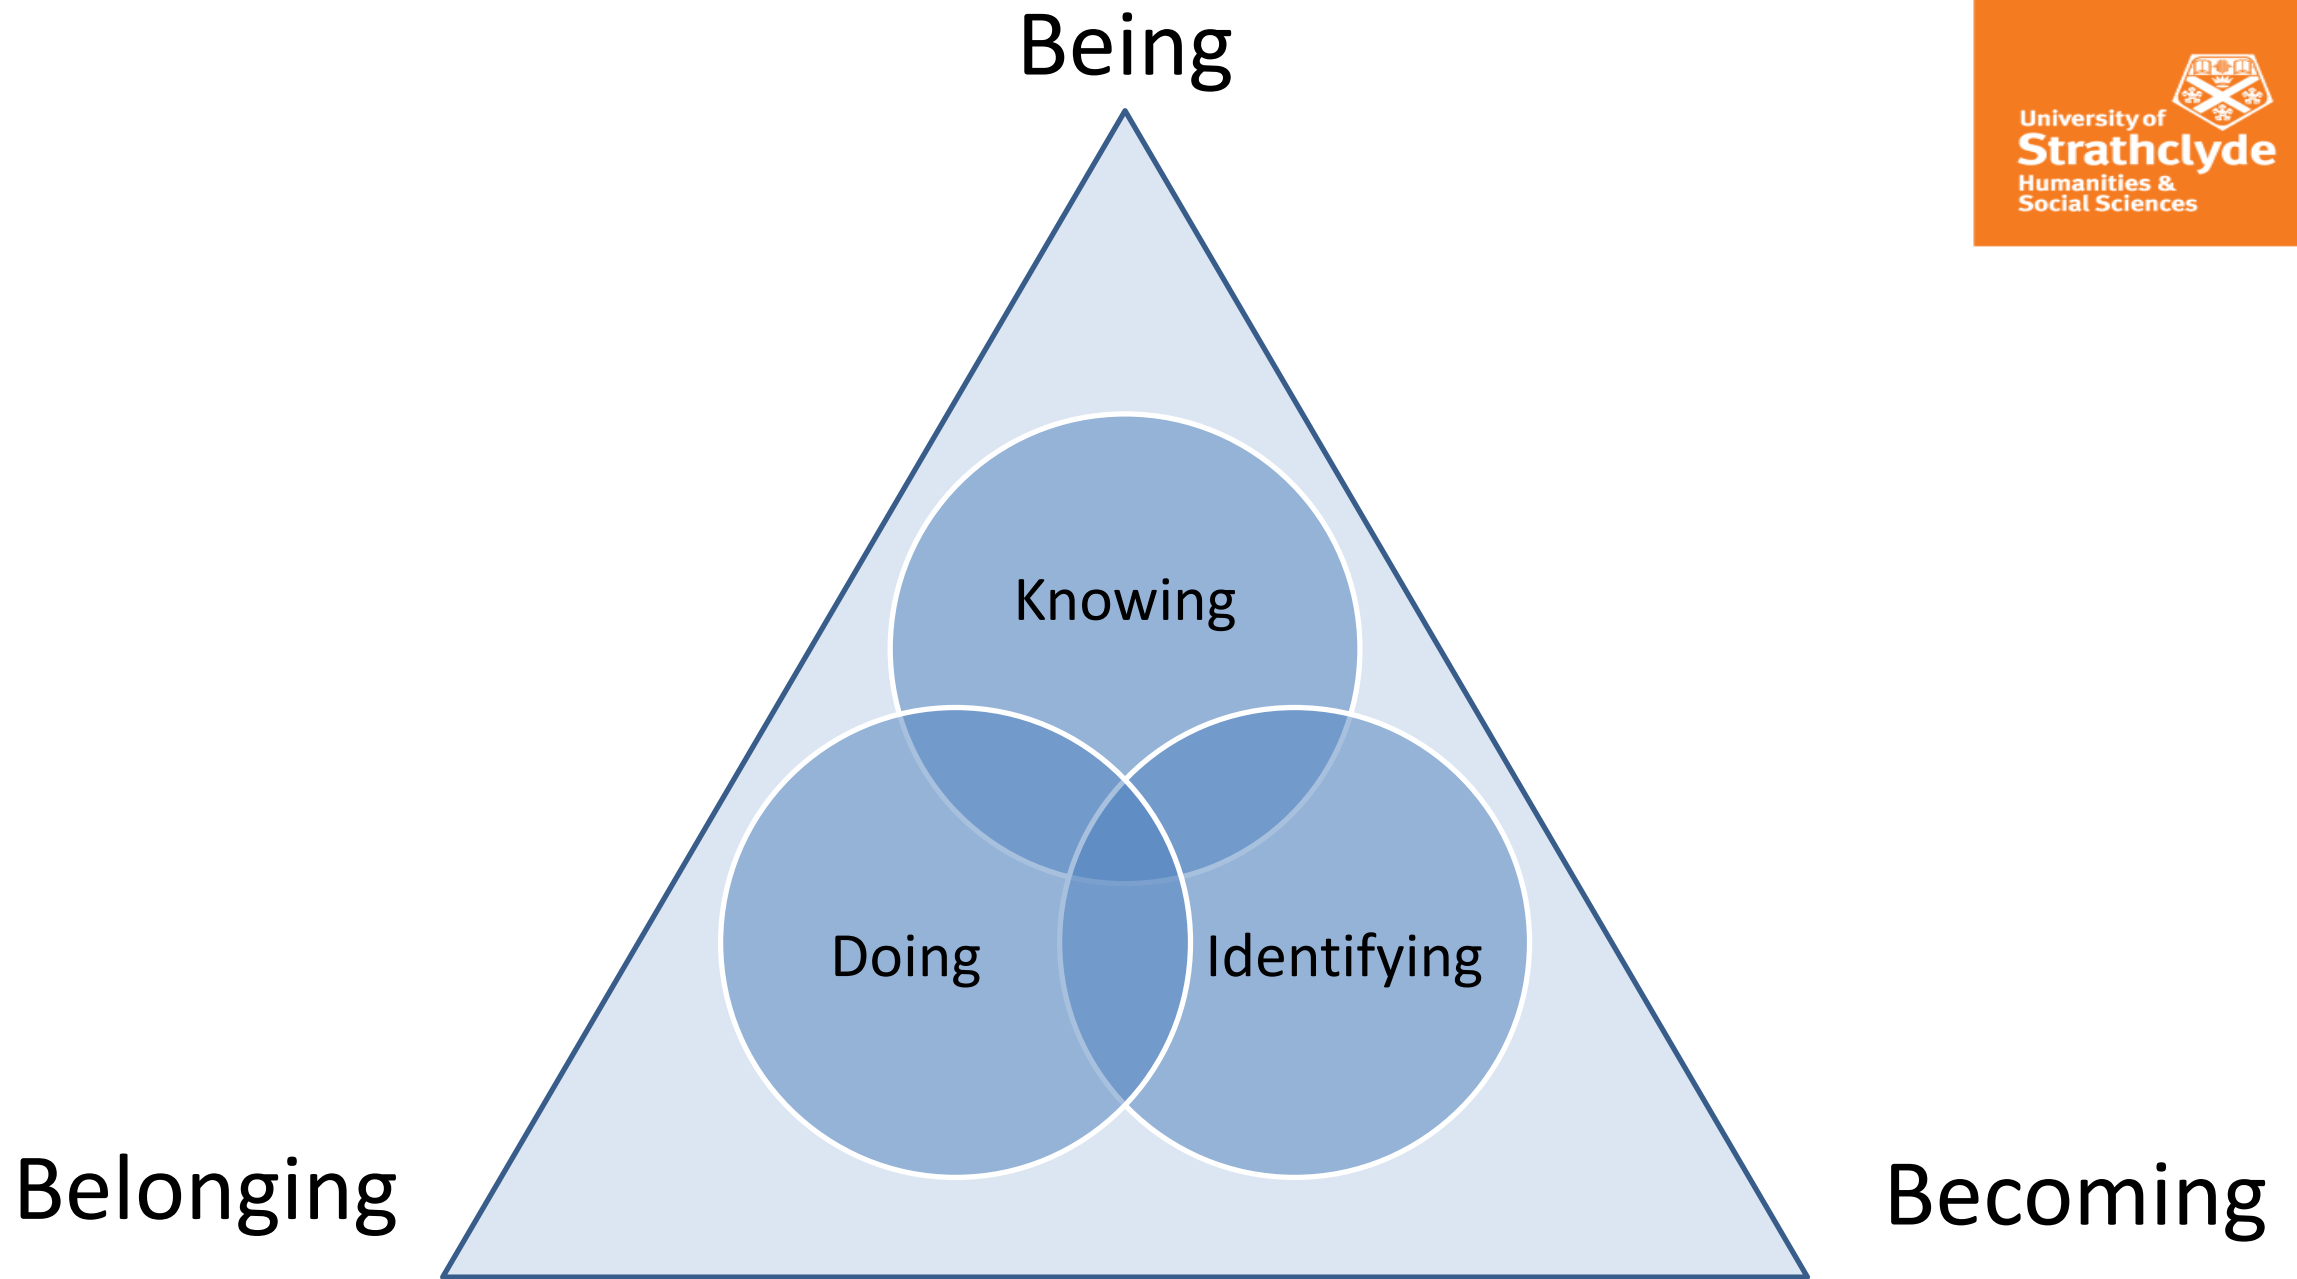 Being
University of
Strathclyde
Humanities &
Social Sciences
Knowing
Doing
Identifying
Belonging
Becoming